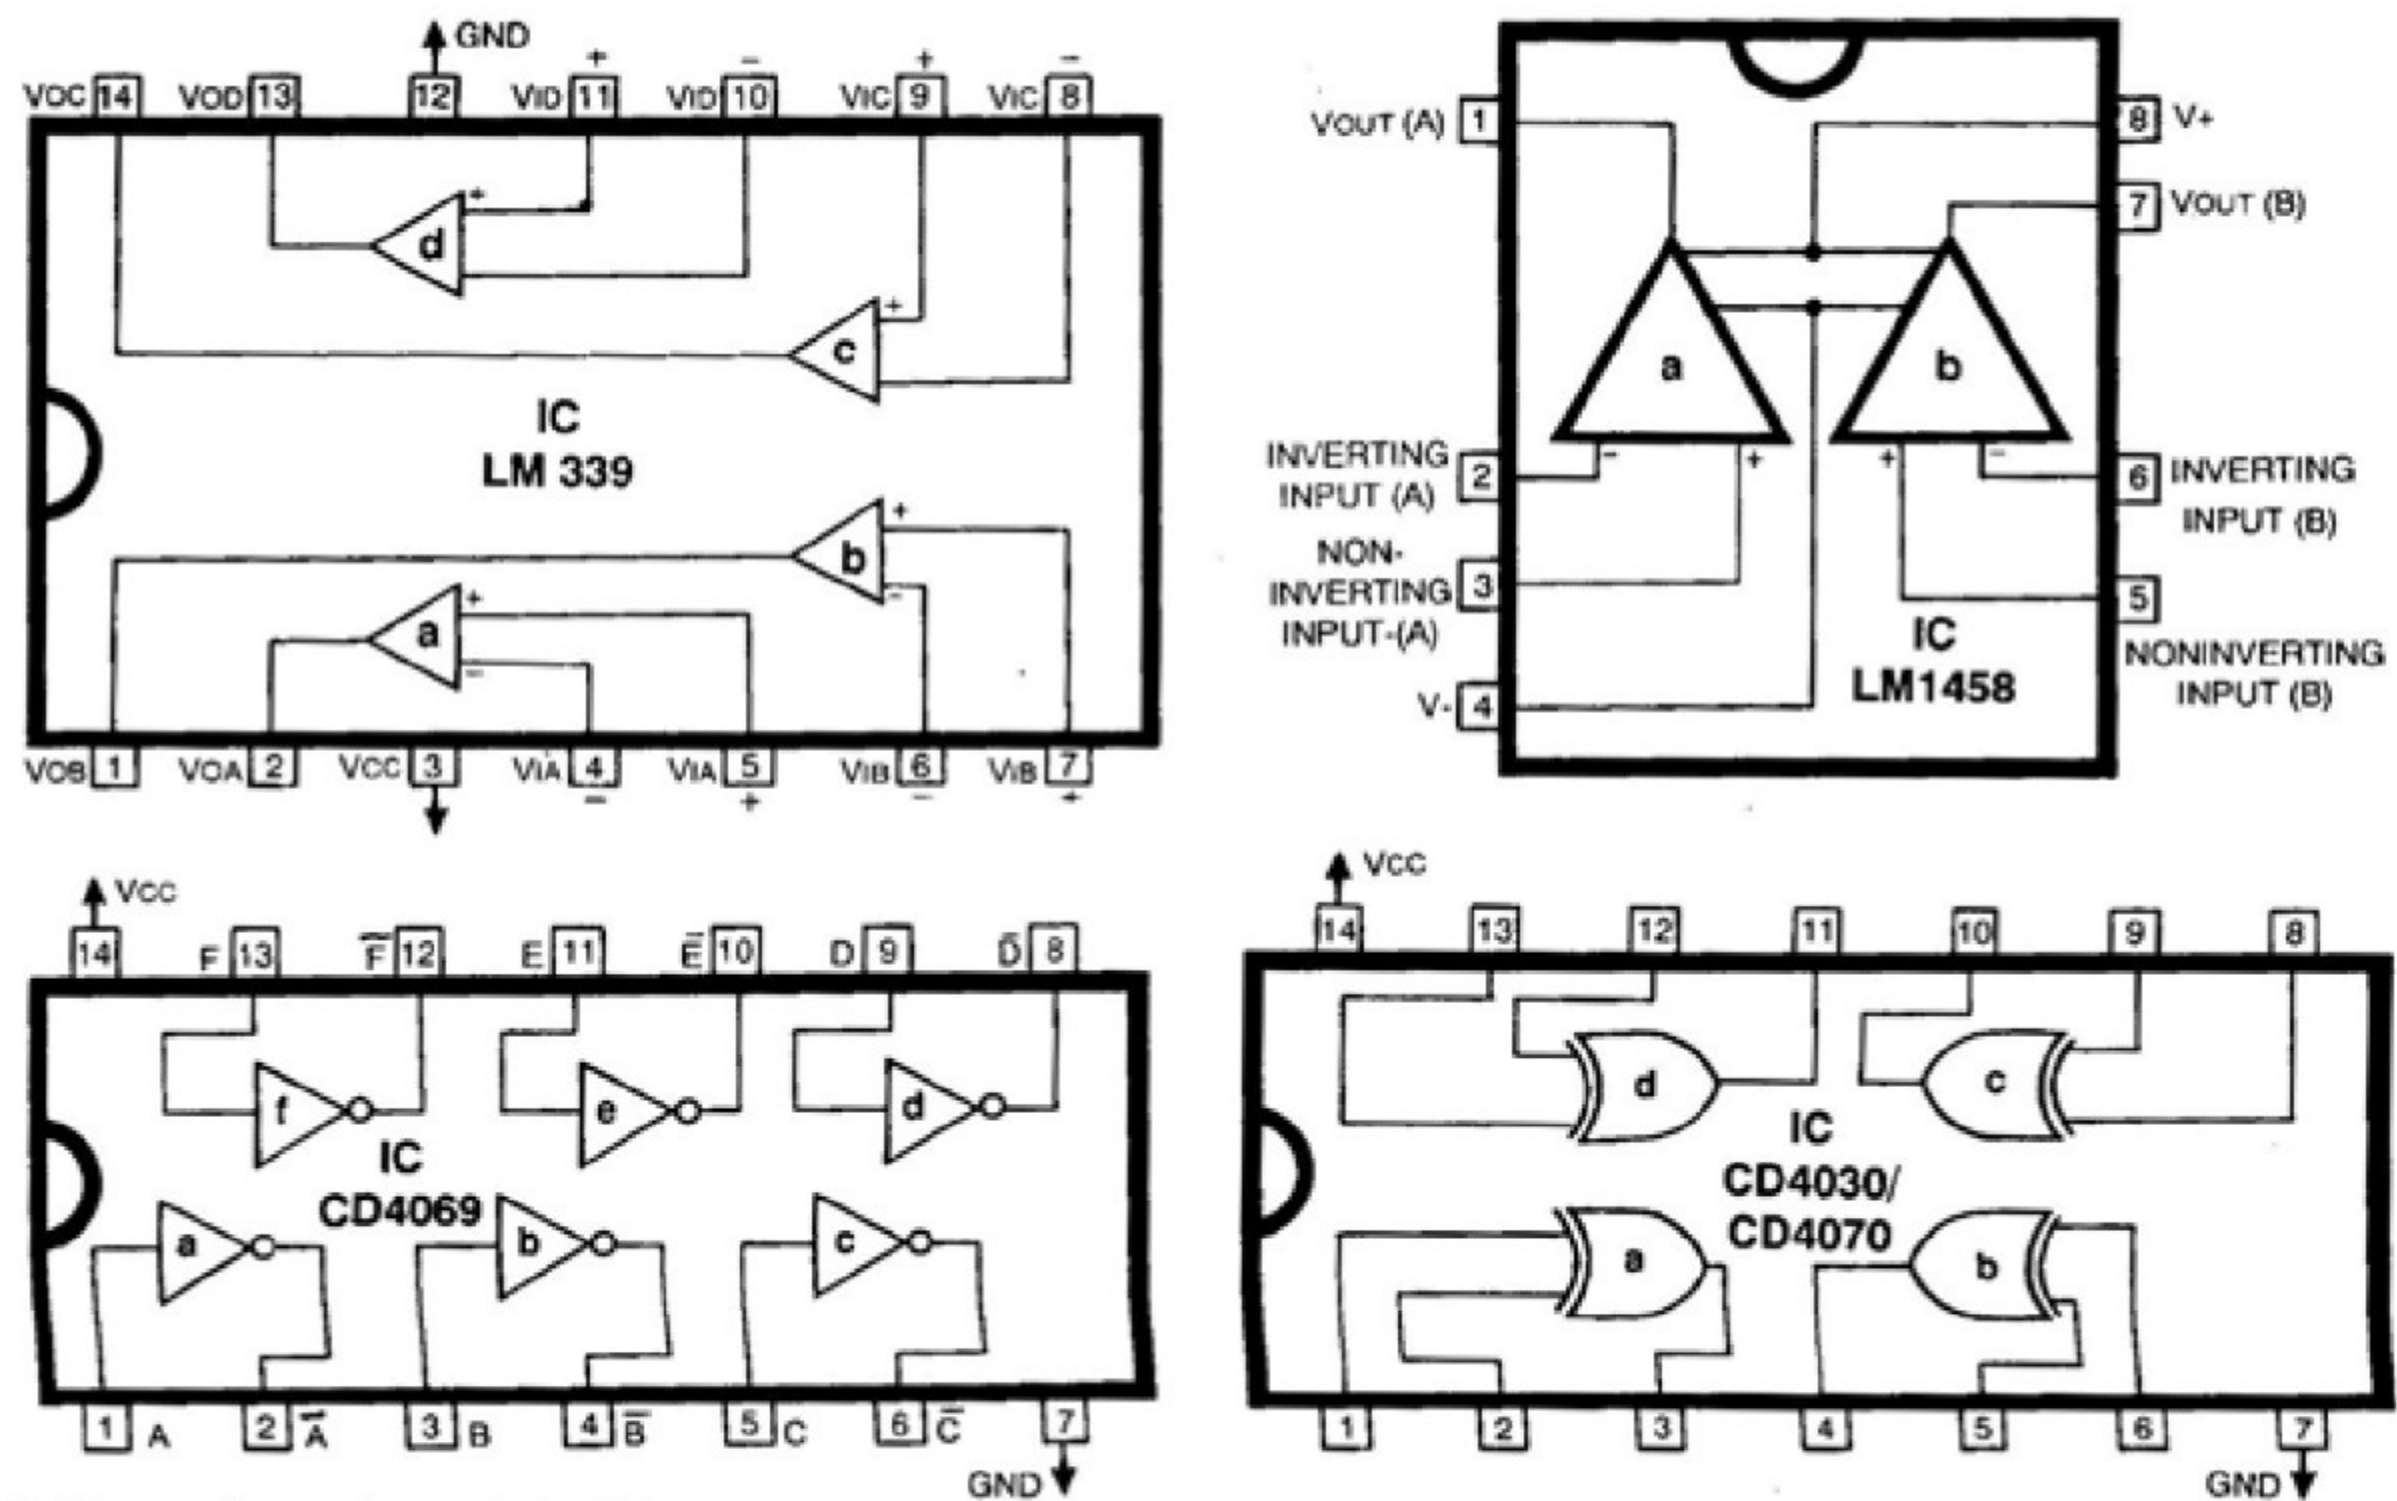 GND
+ − + −
VOC 14 VOD 13 12 VID 11 VID 10 VIC 9 VIC 8
+
d
+
c
IC
LM 339
+
b
−
+
a
−
VOB 1 VOA 2 VCC 3 VIA 4 VIA 5 VIB 6 VIB 7
− + − +
VOUT (A) 1
8 V+
7 VOUT (B)
a b
− + + −
INVERTING
INPUT (A)
2
NON-
INVERTING
INPUT-(A)
3
V- 4
6 INVERTING
INPUT (B)
5
NONINVERTING
INPUT (B)
IC
LM1458
VCC
14 F 13 F̅ 12 E 11 E̅ 10 D 9 D̅ 8
f e d
IC
CD4069
a b c
1 A 2 A̅ 3 B 4 B̅ 5 C 6 C̅ 7
GND
VCC
14 13 12 11 10 9 8
d c
IC
CD4030/
CD4070
a b
1 2 3 4 5 6 7
GND